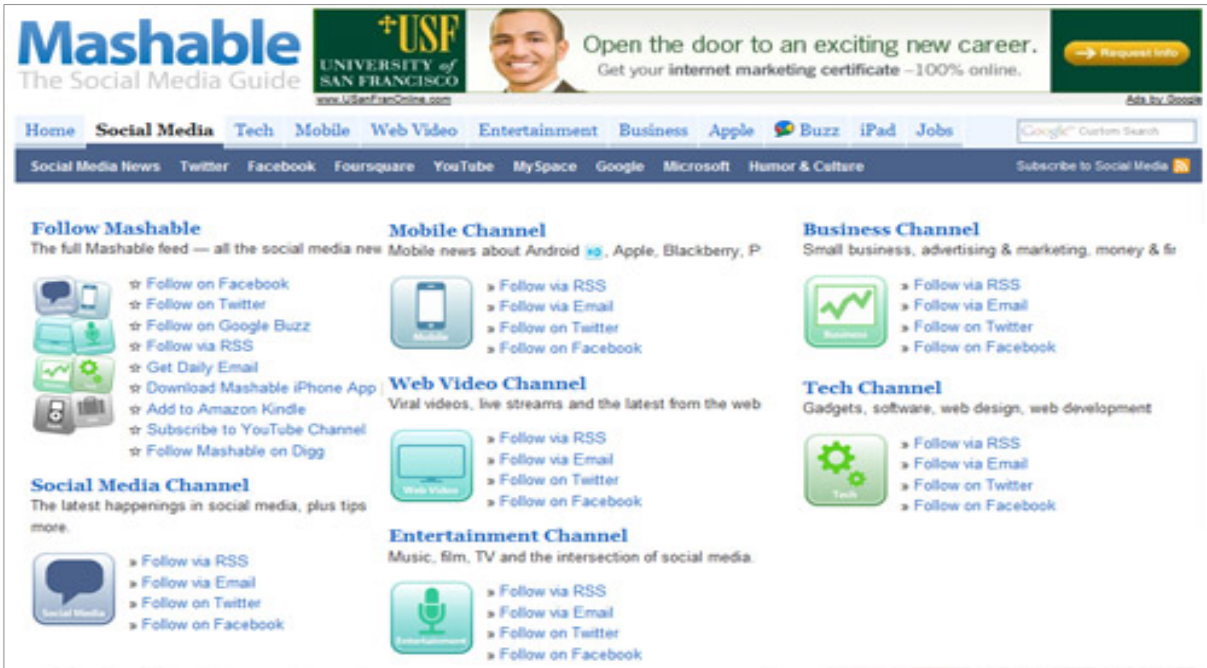 Mashable
The Social Media Guide
USF
UNIVERSITY of
SAN FRANCISCO
Open the door to an exciting new career.
Get your internet marketing certificate –100% online.
Request Info
www.USanFranOnline.com
Ads by Google
Home Social Media Tech Mobile Web Video Entertainment Business Apple Buzz iPad Jobs
Google™ Custom Search
Social Media News Twitter Facebook Foursquare YouTube MySpace Google Microsoft Humor & Culture
Subscribe to Social Media
Follow Mashable
The full Mashable feed — all the social media new
☆ Follow on Facebook
☆ Follow on Twitter
☆ Follow on Google Buzz
☆ Follow via RSS
☆ Get Daily Email
☆ Download Mashable iPhone App
☆ Add to Amazon Kindle
☆ Subscribe to YouTube Channel
☆ Follow Mashable on Digg
Social Media Channel
The latest happenings in social media, plus tips
more.
Social Media
» Follow via RSS
» Follow via Email
» Follow on Twitter
» Follow on Facebook
Mobile Channel
Mobile news about Android , Apple, Blackberry, P
Mobile
» Follow via RSS
» Follow via Email
» Follow on Twitter
» Follow on Facebook
Web Video Channel
Viral videos, live streams and the latest from the web
Web Video
» Follow via RSS
» Follow via Email
» Follow on Twitter
» Follow on Facebook
Entertainment Channel
Music, film, TV and the intersection of social media.
Entertainment
» Follow via RSS
» Follow via Email
» Follow on Twitter
» Follow on Facebook
Business Channel
Small business, advertising & marketing, money & fir
Business
» Follow via RSS
» Follow via Email
» Follow on Twitter
» Follow on Facebook
Tech Channel
Gadgets, software, web design, web development
Tech
» Follow via RSS
» Follow via Email
» Follow on Twitter
» Follow on Facebook